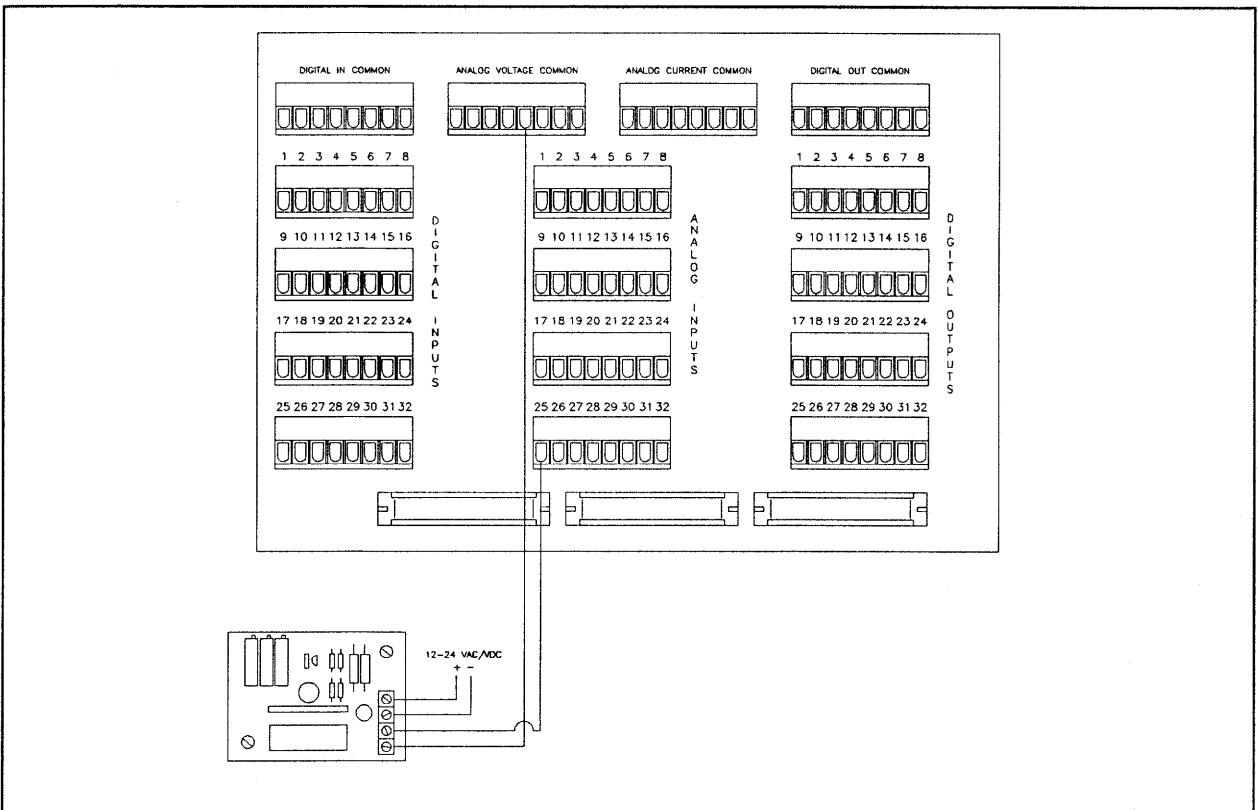 DIGITAL IN COMMON ANALOG VOLTAGE COMMON ANALOG CURRENT COMMON DIGITAL OUT COMMON
1 2 3 4 5 6 7 8 1 2 3 4 5 6 7 8 1 2 3 4 5 6 7 8
9 10 11 12 13 14 15 16 9 10 11 12 13 14 15 16 9 10 11 12 13 14 15 16
17 18 19 20 21 22 23 24 17 18 19 20 21 22 23 24 17 18 19 20 21 22 23 24
25 26 27 28 29 30 31 32 25 26 27 28 29 30 31 32 25 26 27 28 29 30 31 32
DIGITAL INPUTS
ANALOG INPUTS
DIGITAL OUTPUTS
12-24 VAC/VDC
+ -